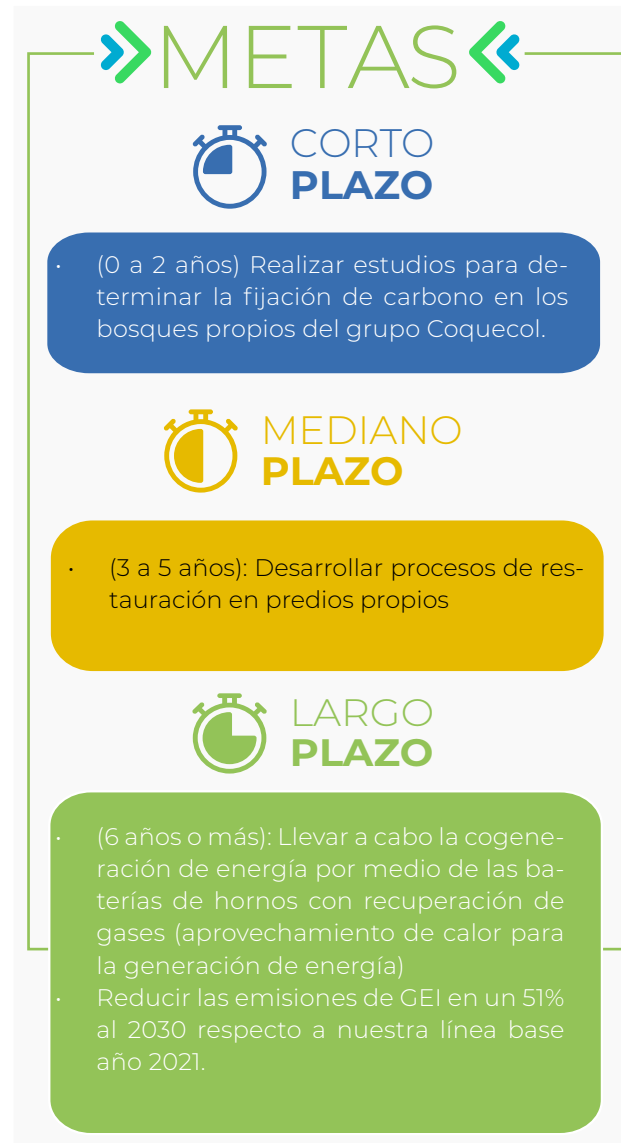 METAS
CORTO
PLAZO
· (0 a 2 años) Realizar estudios para de-
terminar la fijación de carbono en los
bosques propios del grupo Coquecol.
MEDIANO
PLAZO
· (3 a 5 años): Desarrollar procesos de res-
tauración en predios propios
LARGO
PLAZO
· (6 años o más): Llevar a cabo la cogene-
ración de energía por medio de las ba-
terías de hornos con recuperación de
gases (aprovechamiento de calor para
la generación de energía)
· Reducir las emisiones de GEI en un 51%
al 2030 respecto a nuestra línea base
año 2021.